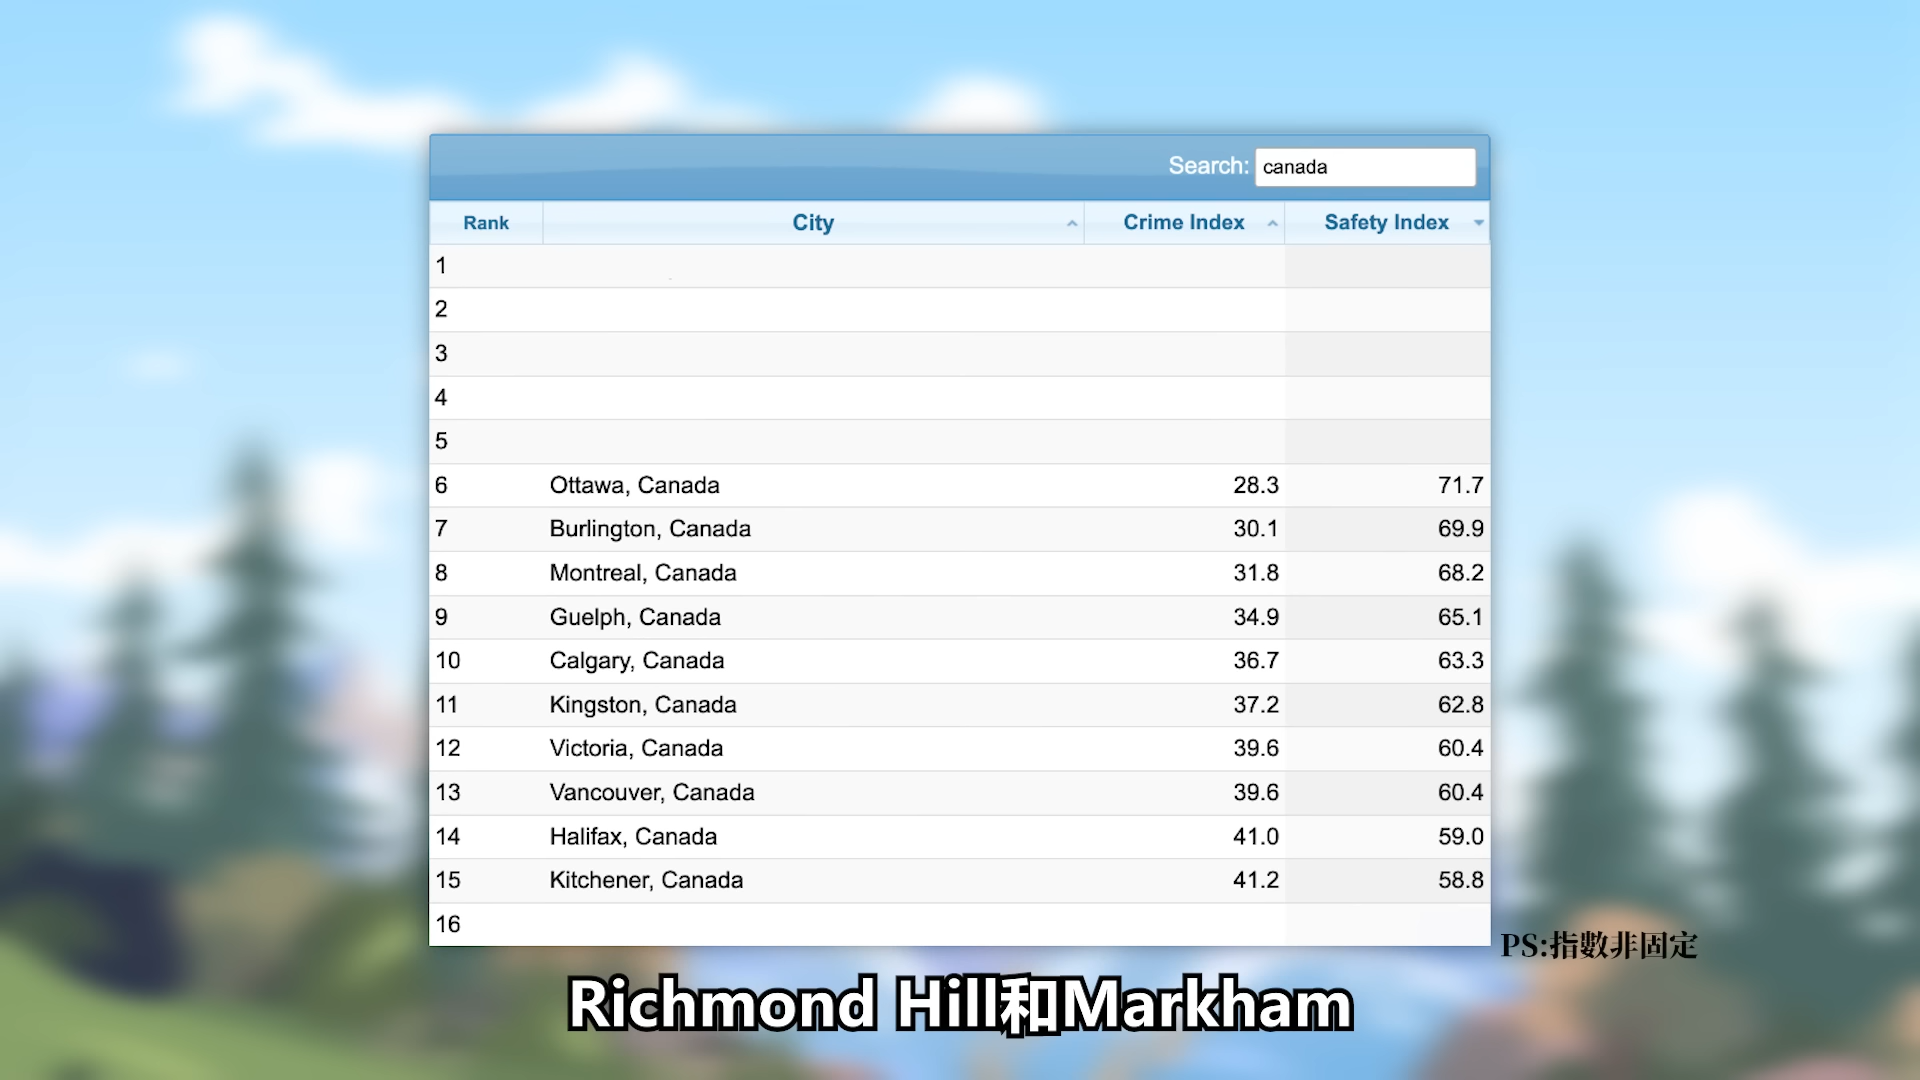 Search: canada
Rank City Crime Index Safety Index
1
2
3
4
5
6 Ottawa, Canada 28.3 71.7
7 Burlington, Canada 30.1 69.9
8 Montreal, Canada 31.8 68.2
9 Guelph, Canada 34.9 65.1
10 Calgary, Canada 36.7 63.3
11 Kingston, Canada 37.2 62.8
12 Victoria, Canada 39.6 60.4
13 Vancouver, Canada 39.6 60.4
14 Halifax, Canada 41.0 59.0
15 Kitchener, Canada 41.2 58.8
16
PS:指數非固定
Richmond Hill和Markham